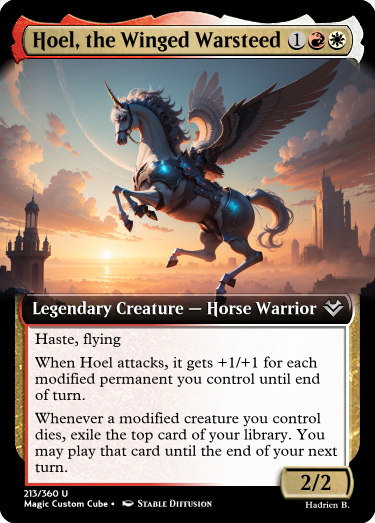 Hoel, the Winged Warsteed 1
Legendary Creature — Horse Warrior
Haste, flying
When Hoel attacks, it gets +1/+1 for each
modified permanent you control until end
of turn.
Whenever a modified creature you control
dies, exile the top card of your library. You
may play that card until the end of your next
turn.
2/2
213/360 U
Magic Custom Cube • STABLE DIFFUSION
Hadrien B.